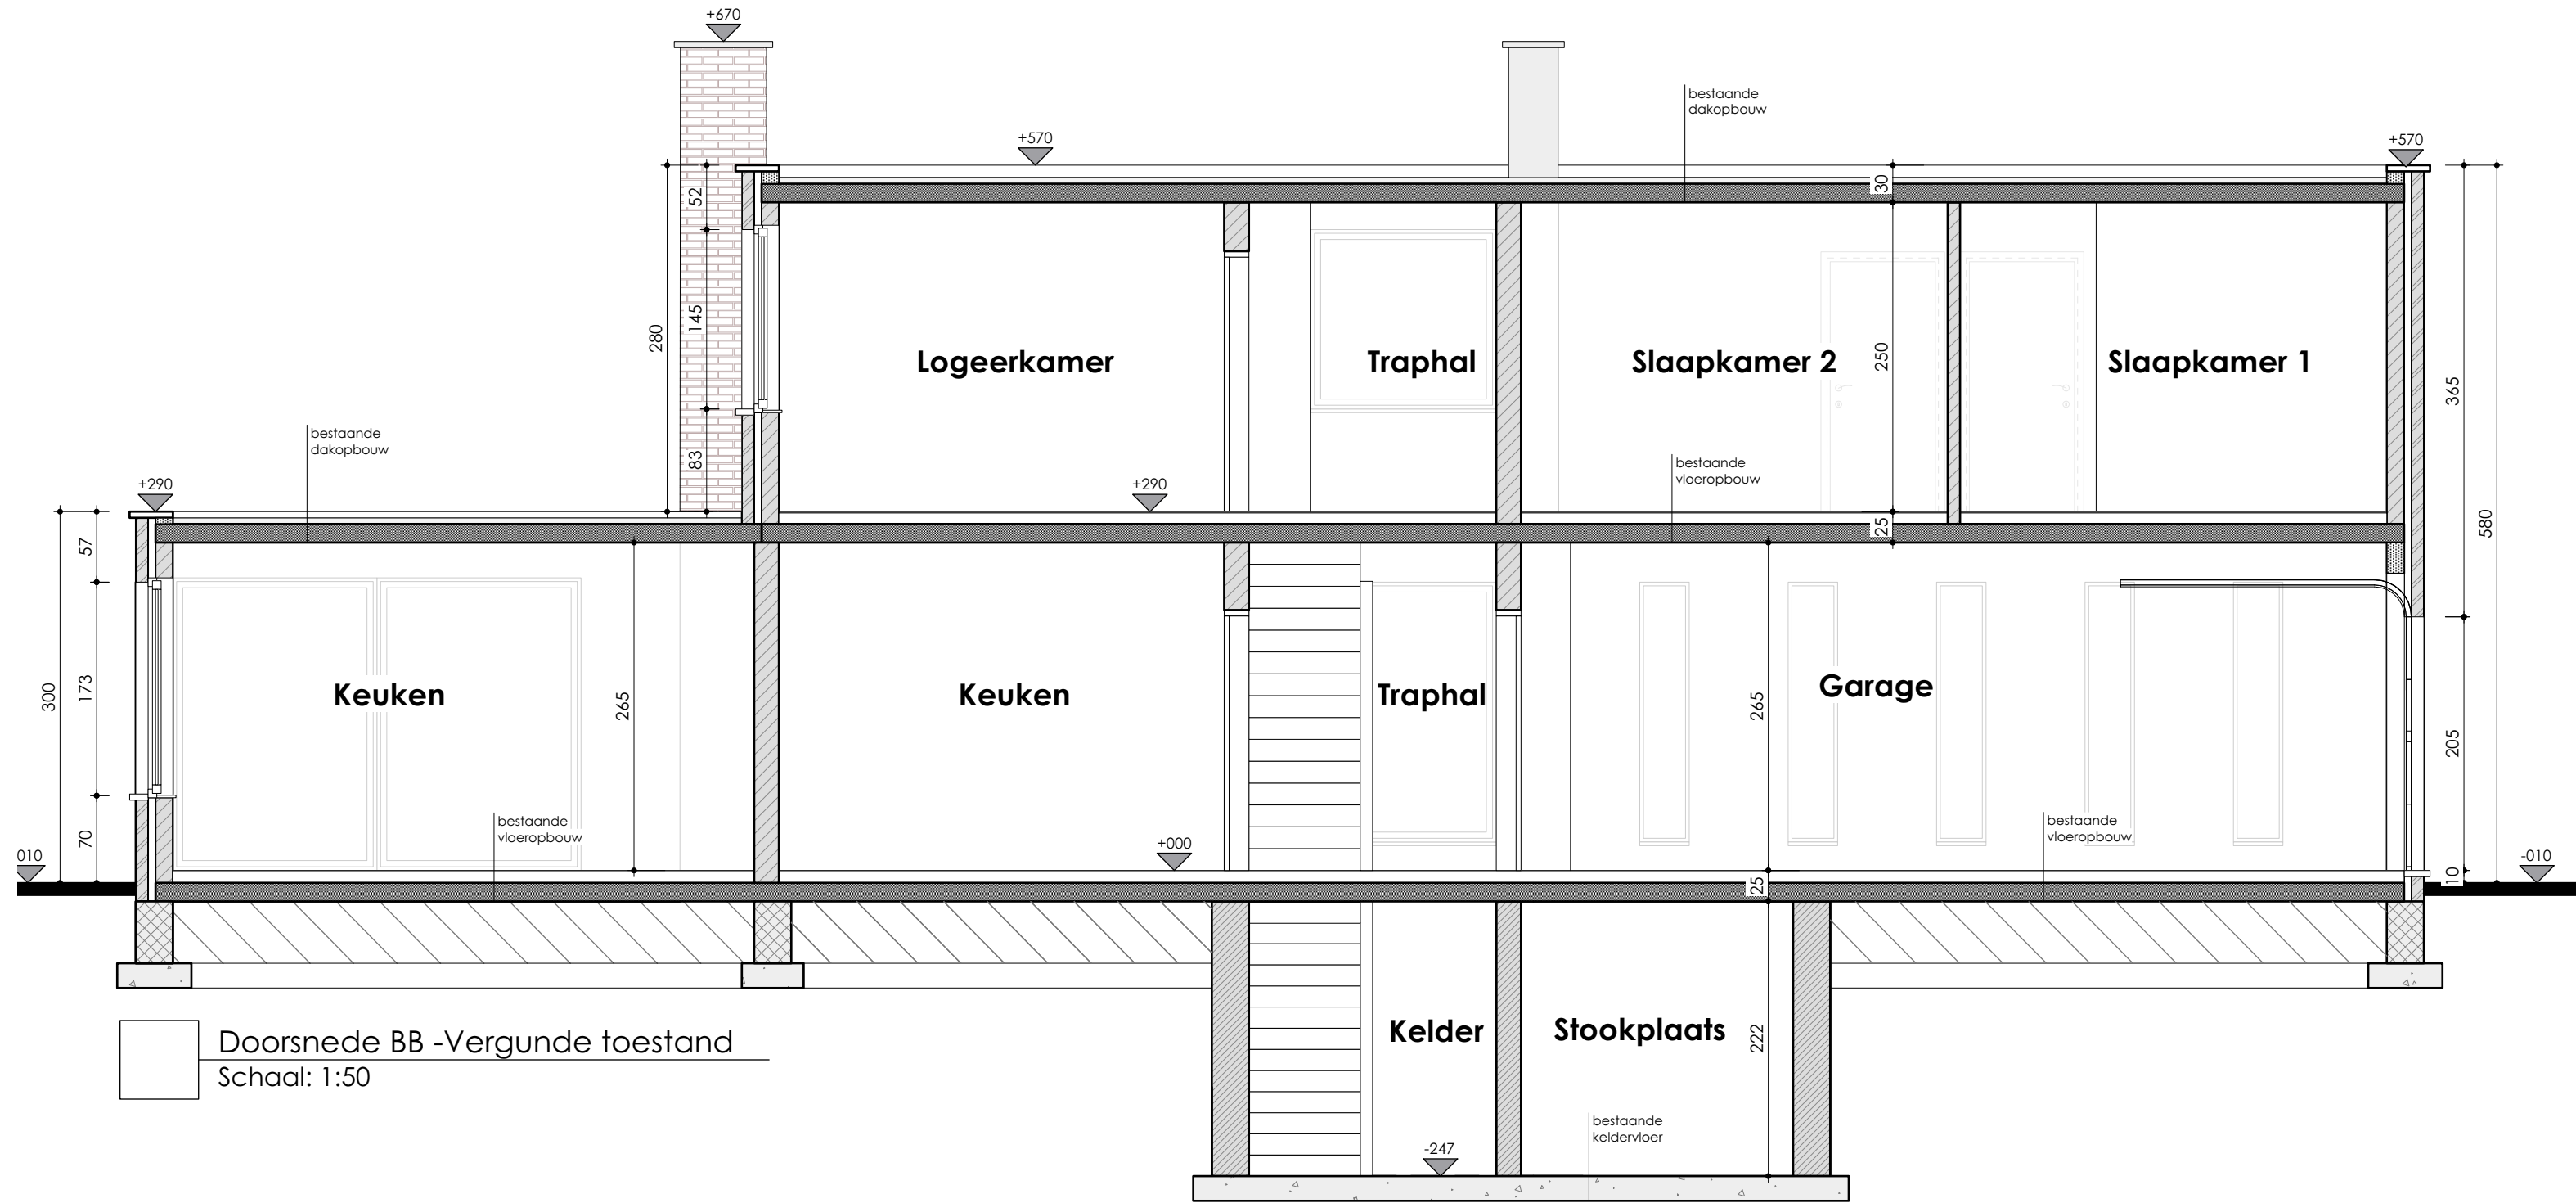 +670
bestaande
dakopbouw
+570
+570
30
52
145
280
83
Logeerkamer
Traphal
Slaapkamer 2
250
Slaapkamer 1
365
580
bestaande
dakopbouw
+290
+290
bestaande
vloeropbouw
25
57
173
300
70
Keuken
265
Keuken
Traphal
265
Garage
205
bestaande
vloeropbouw
bestaande
vloeropbouw
+000
010
-010
25
10
Kelder
Stookplaats
222
Doorsnede BB -Vergunde toestand
Schaal: 1:50
bestaande
keldervloer
-247